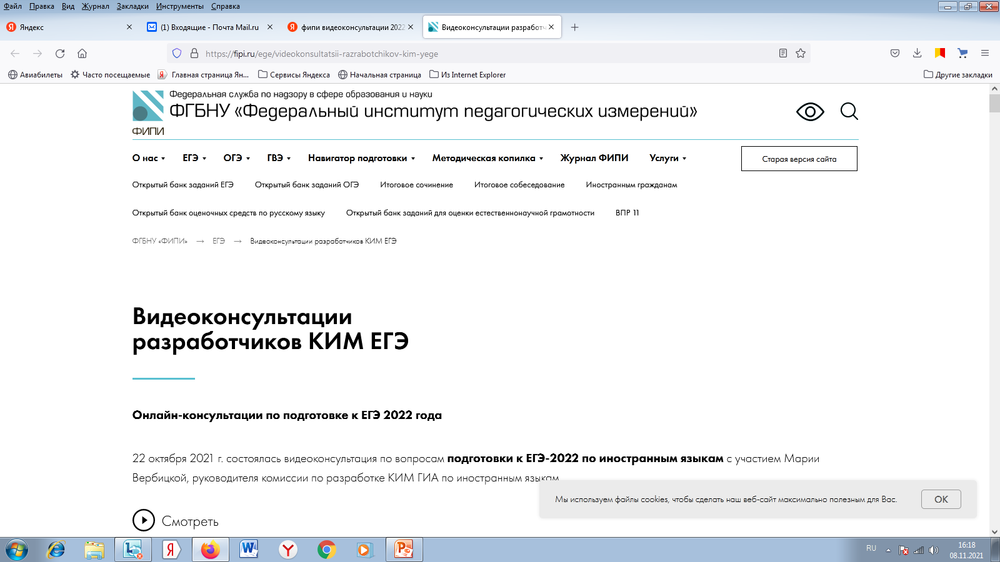 Файл Правка Вид Журнал Закладки Инструменты Справка
Яндекс (1) Входящие - Почта Mail.ru фипи видеоконсультации 2022 Видеоконсультации разработч
https://fipi.ru/ege/videokonsultatsii-razrabotchikov-kim-yege
Авиабилеты Часто посещаемые Главная страница Ян... Сервисы Яндекса Начальная страница Из Internet Explorer Другие закладки
Федеральная служба по надзору в сфере образования и науки
ФГБНУ «Федеральный институт педагогических измерений»
ФИПИ
О нас ЕГЭ ОГЭ ГВЭ Навигатор подготовки Методическая копилка Журнал ФИПИ Услуги Старая версия сайта
Открытый банк заданий ЕГЭ Открытый банк заданий ОГЭ Итоговое сочинение Итоговое собеседование Иностранным гражданам
Открытый банк оценочных средств по русскому языку Открытый банк заданий для оценки естественнонаучной грамотности ВПР 11
ФГБНУ «ФИПИ» → ЕГЭ → Видеоконсультации разработчиков КИМ ЕГЭ
Видеоконсультации
разработчиков КИМ ЕГЭ
Онлайн-консультации по подготовке к ЕГЭ 2022 года
22 октября 2021 г. состоялась видеоконсультация по вопросам подготовки к ЕГЭ-2022 по иностранным языкам с участием Марии
Вербицкой, руководителя комиссии по разработке КИМ ГИА по иностранным языкам
Мы используем файлы cookies, чтобы сделать наш веб-сайт максимально полезным для Вас. OK
Смотреть
RU 16:18
08.11.2021